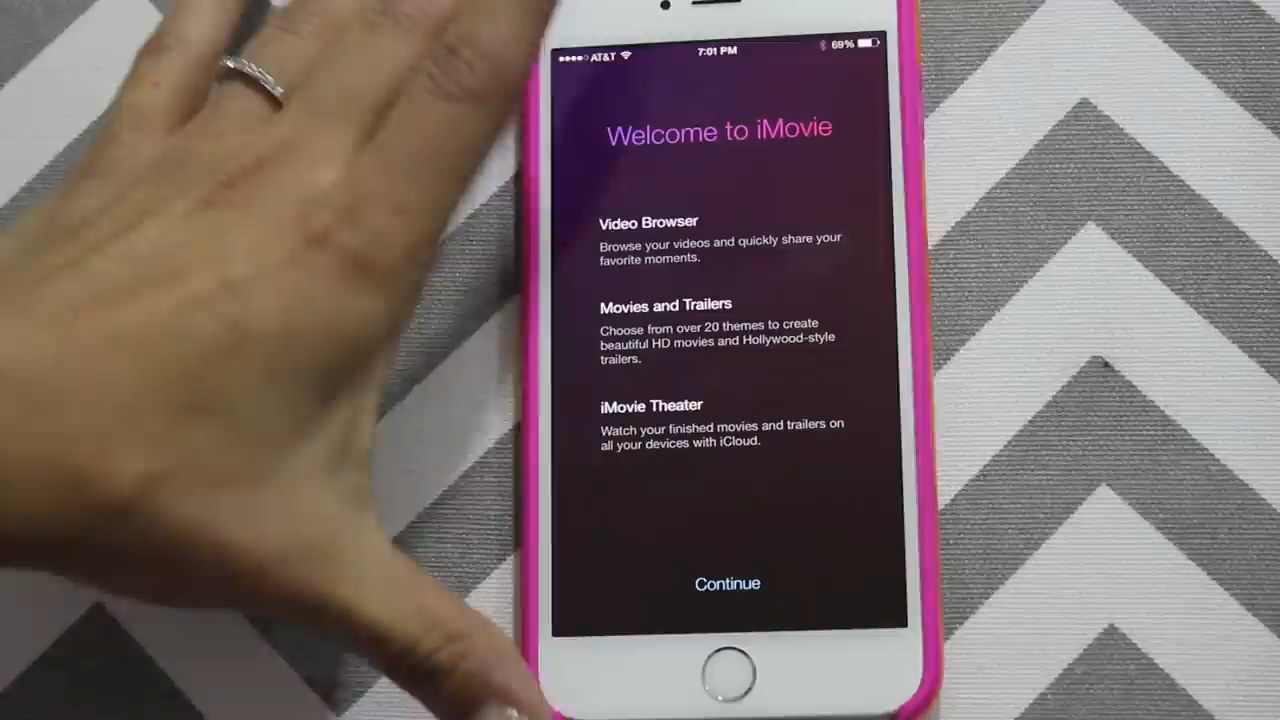 AT&T 7:01 PM 69%
Welcome to iMovie
Video Browser
Browse your videos and quickly share your
favorite moments.
Movies and Trailers
Choose from over 20 themes to create
beautiful HD movies and Hollywood-style
trailers.
iMovie Theater
Watch your finished movies and trailers on
all your devices with iCloud.
Continue